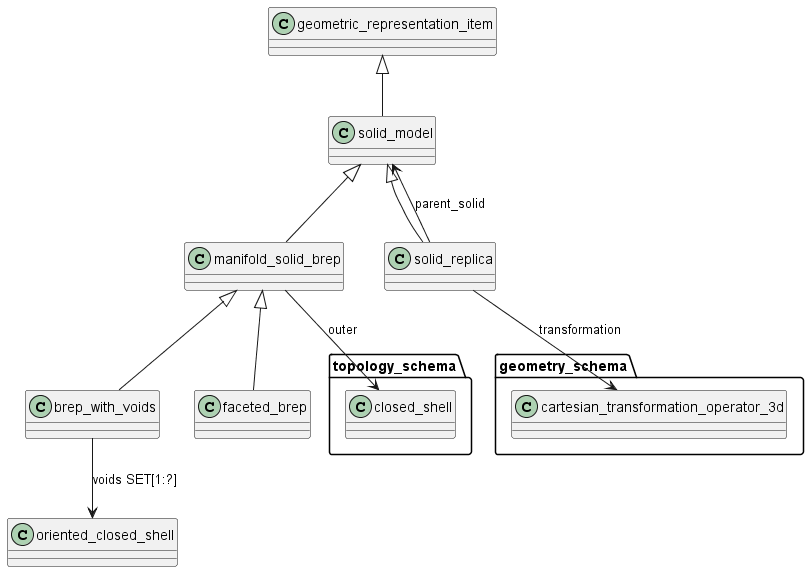 C geometric_representation_item
C solid_model
parent_solid
C manifold_solid_brep
C solid_replica
outer
transformation
topology_schema
geometry_schema
C brep_with_voids
C faceted_brep
C closed_shell
C cartesian_transformation_operator_3d
voids SET[1:?]
C oriented_closed_shell